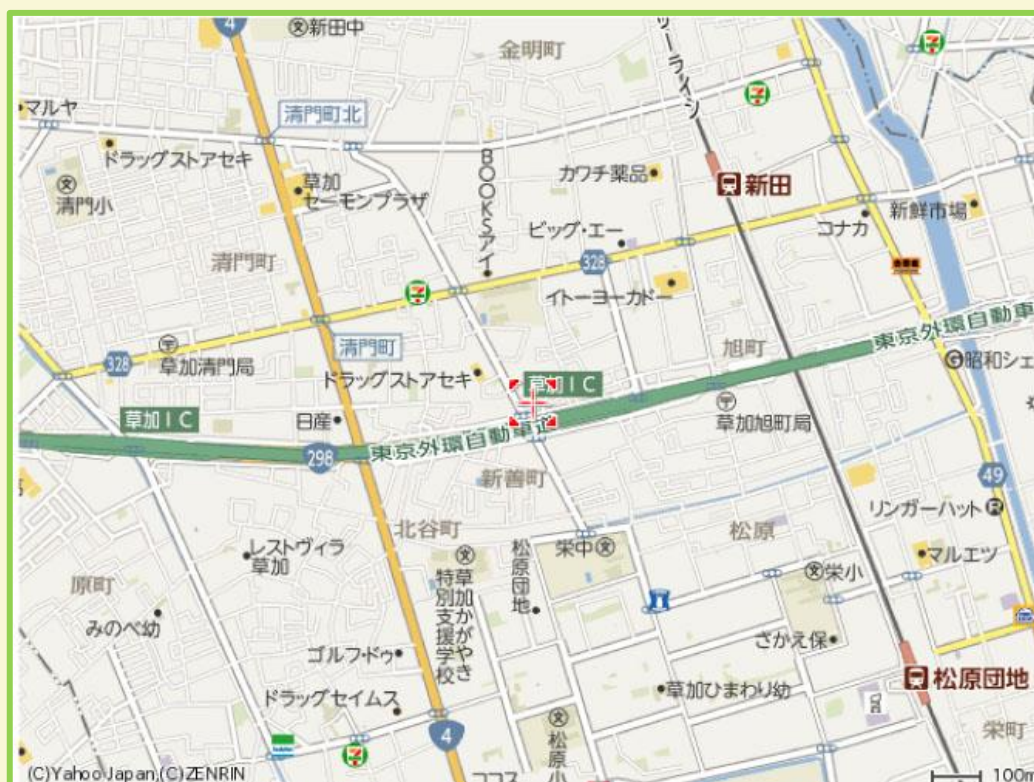 4
新田中
金明町
ツーライン
清門町北
マルヤ
ドラッグストアセキ
清門小
草加
セーモンプラザ
BOOKSアイ
カワチ薬品
新田
ビッグ・エー
コナカ
新鮮市場
清門町
328
イトーヨーカドー
清門町
旭町
東京外環自動車
328
草加清門局
ドラッグストアセキ
草加IC
昭和シェ
草加IC
日産
草加旭町局
298
東京外環自動車道
新善町
49
リンガーハット
北谷町
松原
レストヴィラ
草加
栄中
マルエツ
原町
草加かがやき
特別支援学校
松原団地
栄小
みのべ幼
さかえ保
ゴルフ・ドゥ
松原団地
ドラッグセイムス
草加ひまわり幼
4
松原小
栄町
ココス
(C)Yahoo Japan,(C)ZENRIN
100m